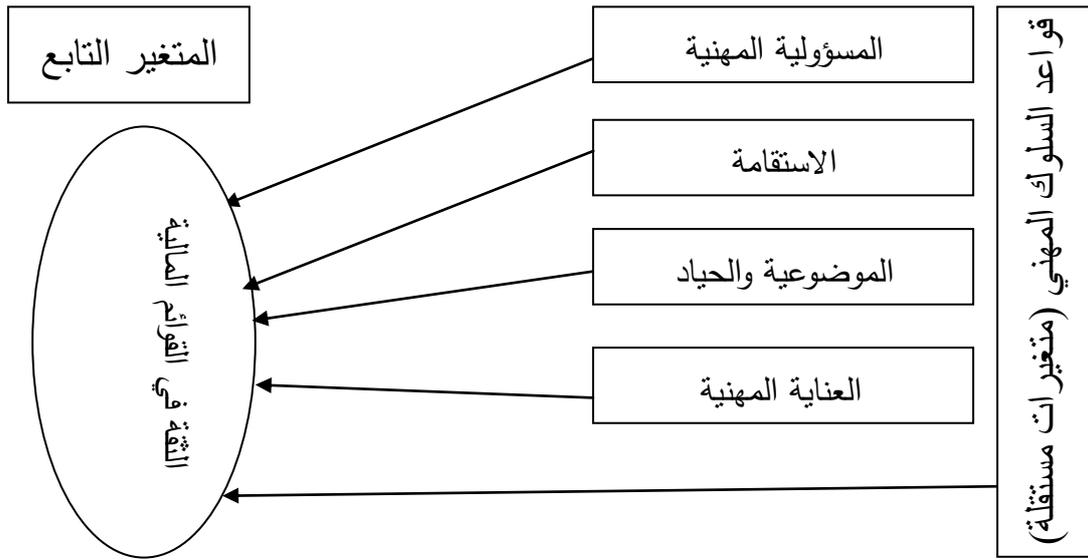 قواعد السلوك المهني (متغيرات مستقلة)
المسؤولية المهنية
الاستقامة
الموضوعية والحياد
العناية المهنية
المتغير التابع
الثقة في القوائم المالية